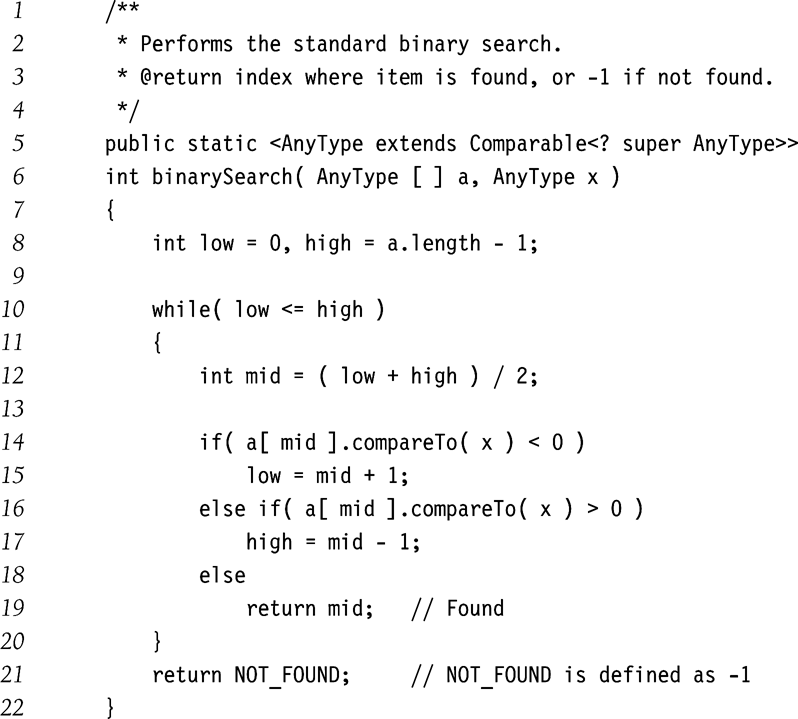 1 /**
2 * Performs the standard binary search.
3 * @return index where item is found, or -1 if not found.
4 */
5 public static <AnyType extends Comparable<? super AnyType>>
6 int binarySearch( AnyType [ ] a, AnyType x )
7 {
8 int low = 0, high = a.length - 1;
9
10 while( low <= high )
11 {
12 int mid = ( low + high ) / 2;
13
14 if( a[ mid ].compareTo( x ) < 0 )
15 low = mid + 1;
16 else if( a[ mid ].compareTo( x ) > 0 )
17 high = mid - 1;
18 else
19 return mid; // Found
20 }
21 return NOT_FOUND; // NOT_FOUND is defined as -1
22 }